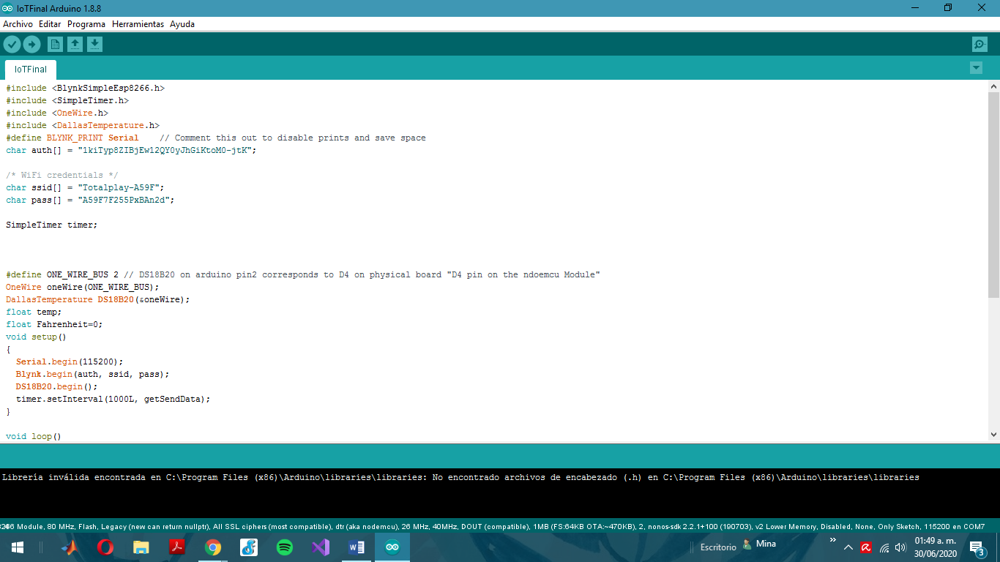 IoTFinal Arduino 1.8.8
Archivo Editar Programa Herramientas Ayuda
IoTFinal
#include <BlynkSimpleEsp8266.h>
#include <SimpleTimer.h>
#include <OneWire.h>
#include <DallasTemperature.h>
#define BLYNK_PRINT Serial    // Comment this out to disable prints and save space
char auth[] = "1kiTyp8ZIBjEw12QY0yJhGiKtoM0-jtK";
/* WiFi credentials */
char ssid[] = "Totalplay-A59F";
char pass[] = "A59F7F255PxBAn2d";
SimpleTimer timer;
#define ONE_WIRE_BUS 2 // DS18B20 on arduino pin2 corresponds to D4 on physical board "D4 pin on the ndoemcu Module"
OneWire oneWire(ONE_WIRE_BUS);
DallasTemperature DS18B20(&oneWire);
float temp;
float Fahrenheit=0;
void setup()
{
  Serial.begin(115200);
  Blynk.begin(auth, ssid, pass);
  DS18B20.begin();
  timer.setInterval(1000L, getSendData);
}
void loop()
Librería inválida encontrada en C:\Program Files (x86)\Arduino\libraries\libraries: No encontrado archivos de encabezado (.h) en C:\Program Files (x86)\Arduino\libraries\libraries
Module, 80 MHz, Flash, Legacy (new can return nullptr), All SSL ciphers (most compatible), dtr (aka nodemcu), 26 MHz, 40MHz, DOUT (compatible), 1MB (FS:64KB OTA:~470KB), 2, nonos-sdk 2.2.1+100 (190703), v2 Lower Memory, Disabled, None, Only Sketch, 115200 en COM7
Escritorio Mina
01:49 a. m.
30/06/2020
3